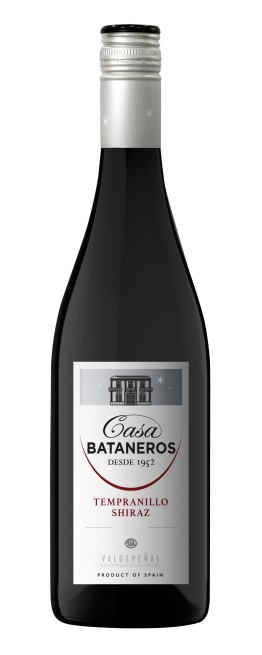 Casa
BATANEROS
DESDE 1952
TEMPRANILLO
SHIRAZ
VALDEPEÑAS
PRODUCT OF SPAIN